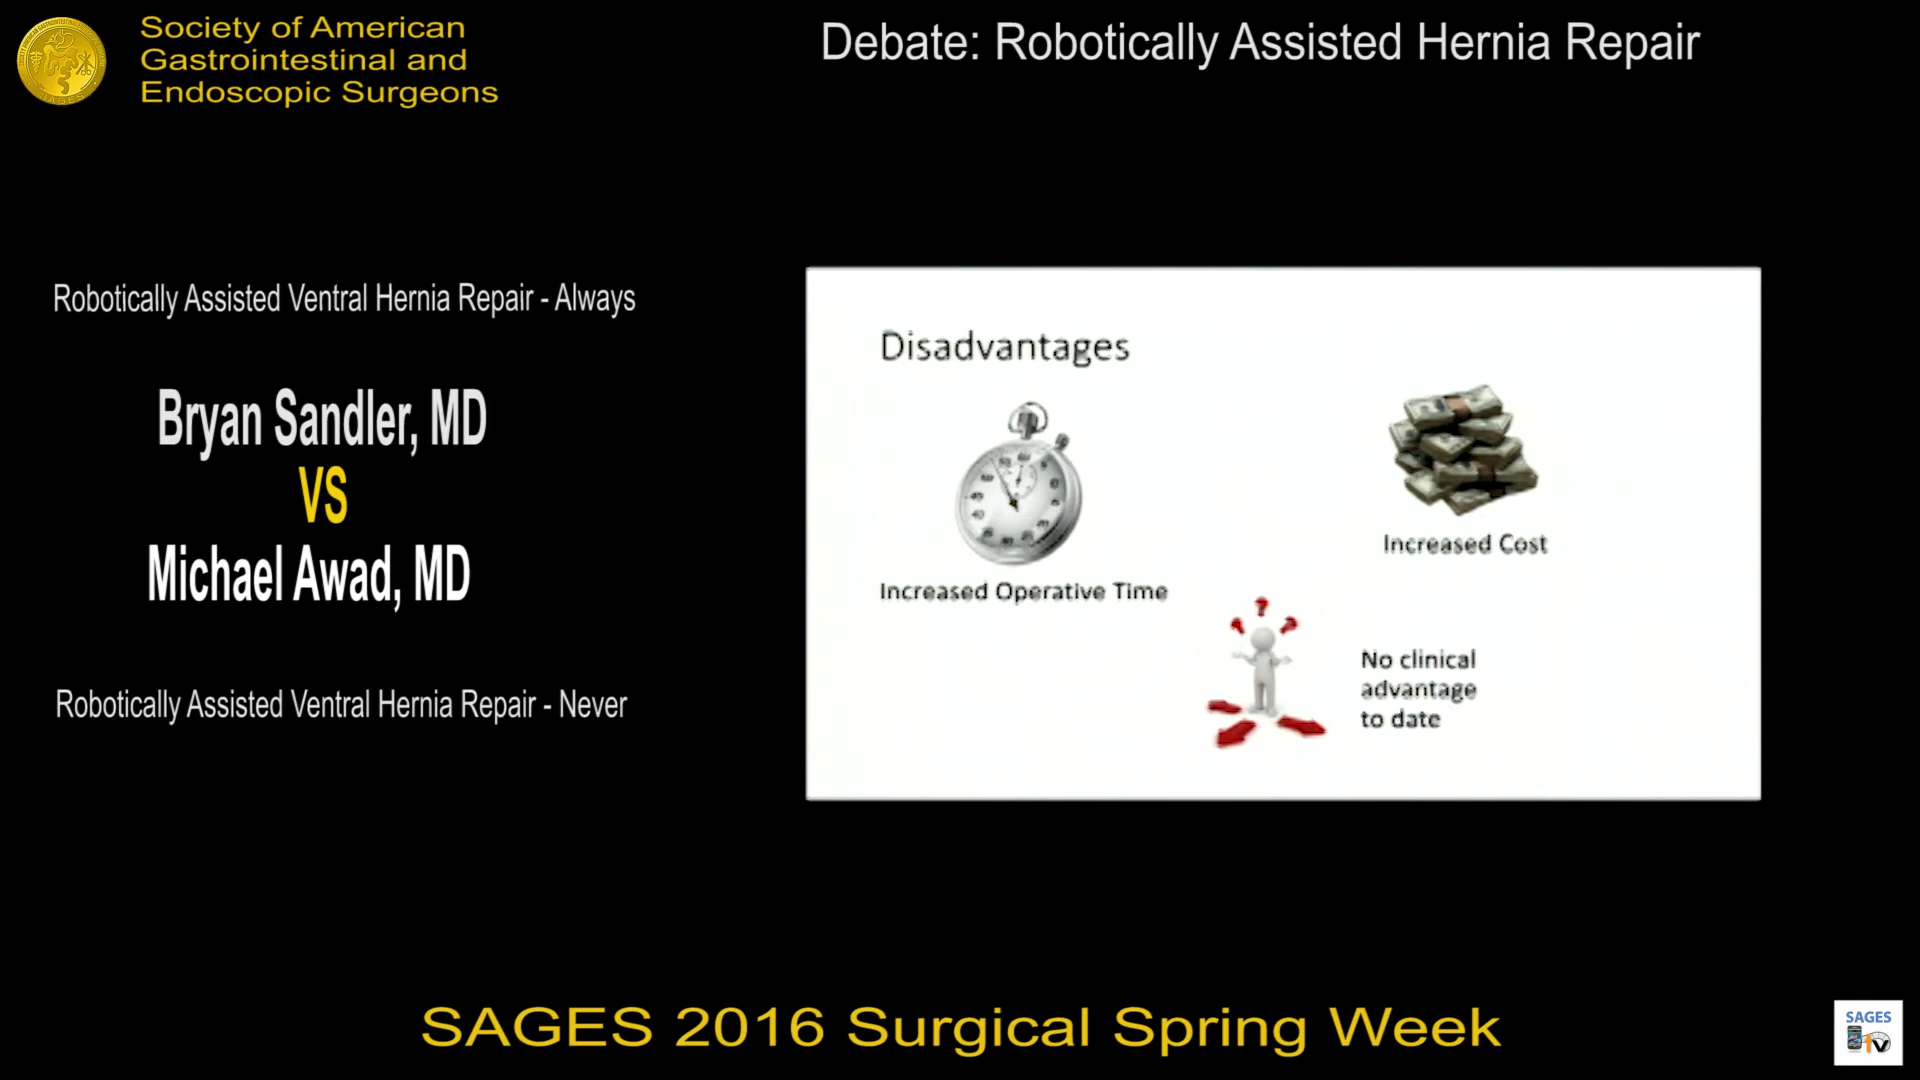 Society of American
Gastrointestinal and
Endoscopic Surgeons
Debate: Robotically Assisted Hernia Repair
Robotically Assisted Ventral Hernia Repair - Always
Bryan Sandler, MD
VS
Michael Awad, MD
Robotically Assisted Ventral Hernia Repair - Never
Disadvantages
Increased Operative Time
Increased Cost
? ? ?
No clinical
advantage
to date
SAGES 2016 Surgical Spring Week
SAGES
TV